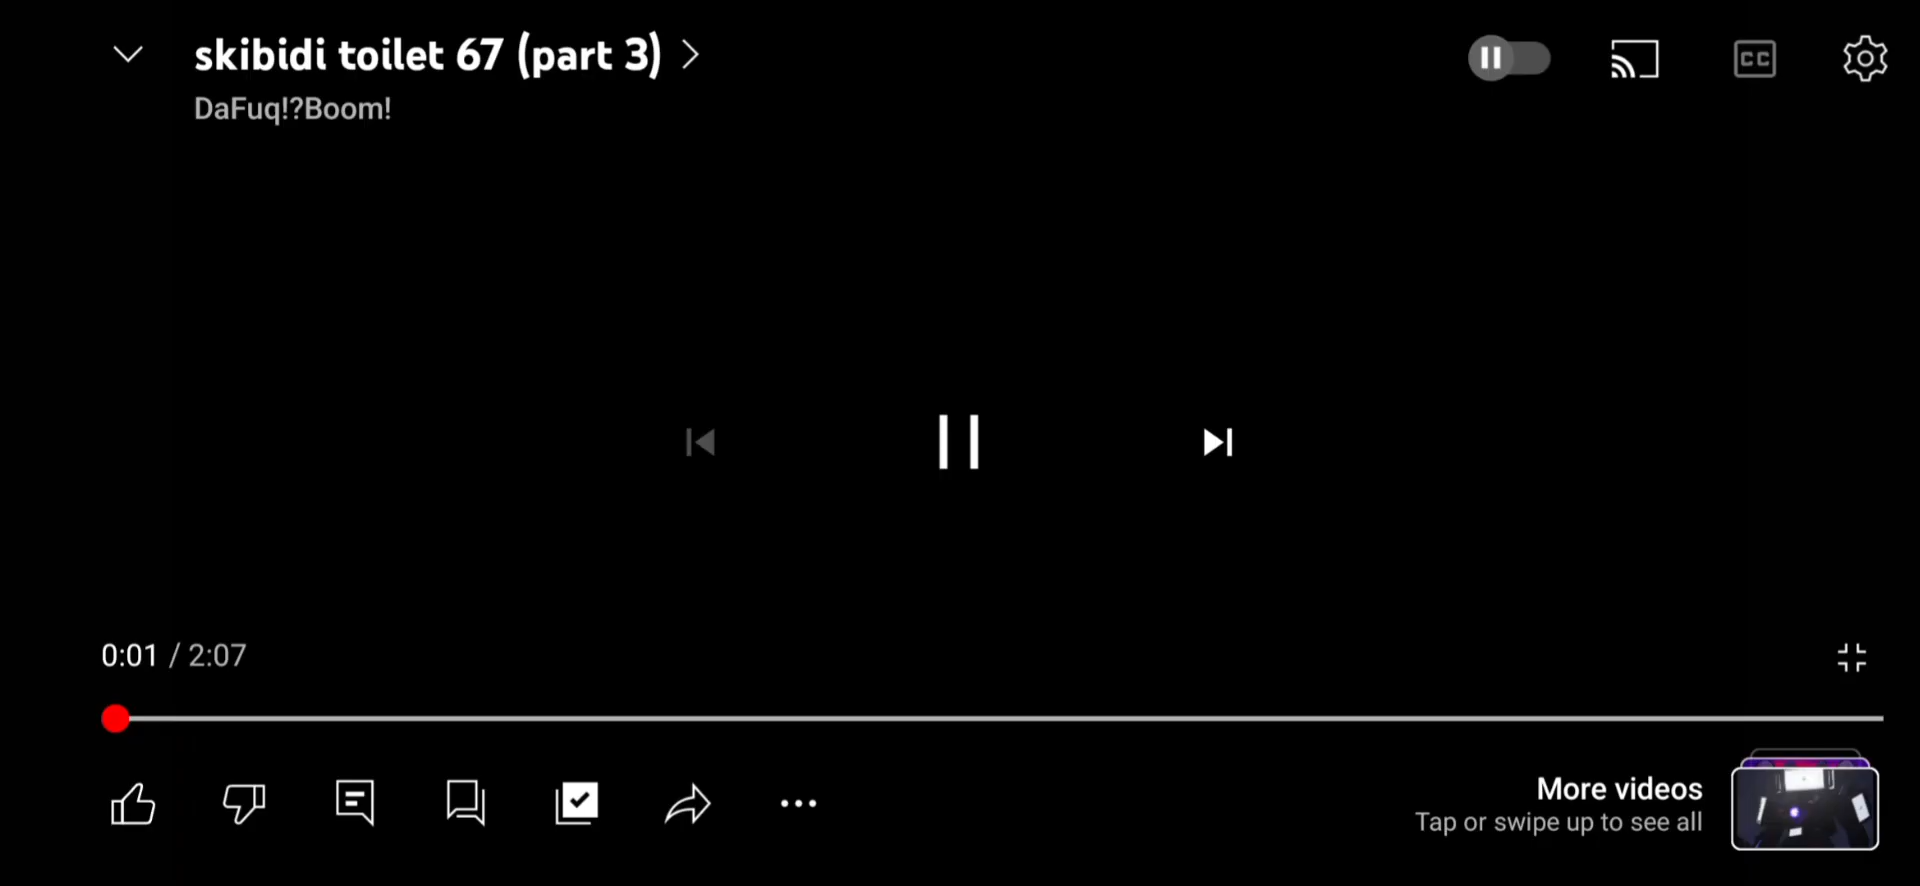 skibidi toilet 67 (part 3)
DaFuq!?Boom!
CC
0:01 / 2:07
More videos
Tap or swipe up to see all